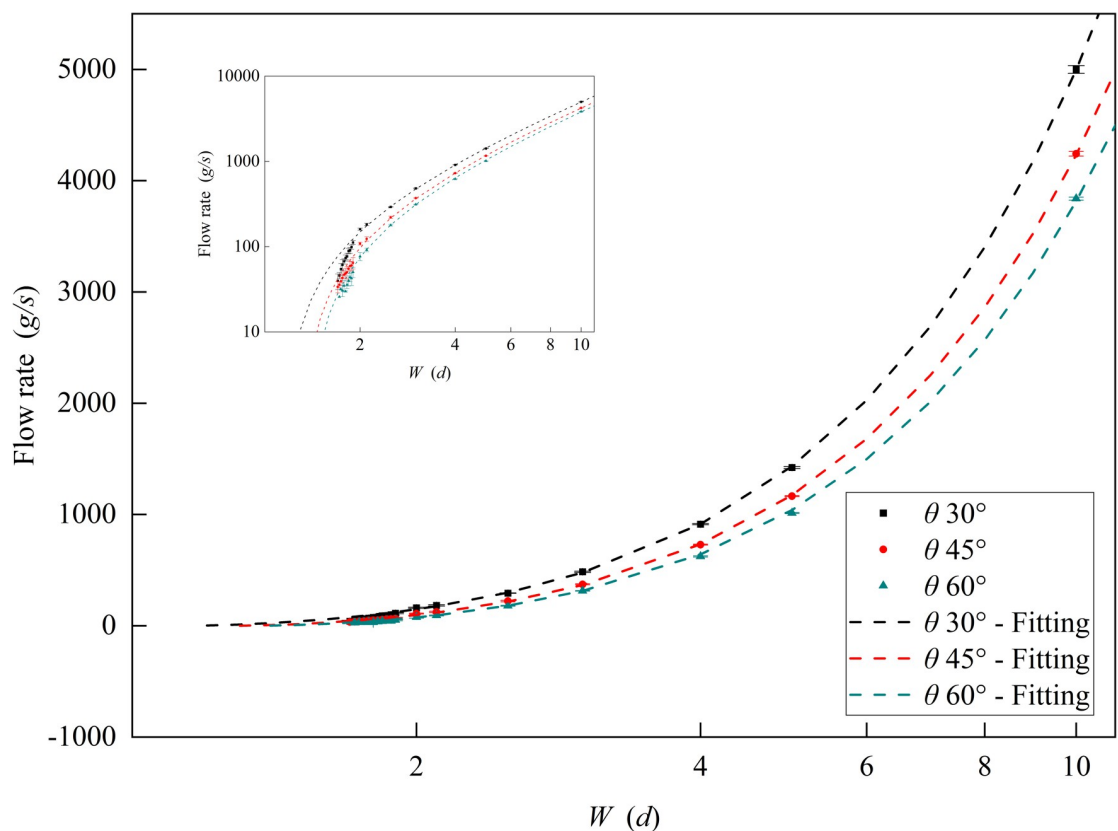 5000
4000
3000
2000
1000
0
-1000
Flow rate (g/s)
2
4
6
8
10
W (d)
10000
1000
100
10
Flow rate (g/s)
2
4
6
8
10
W (d)
θ 30°
θ 45°
θ 60°
θ 30° - Fitting
θ 45° - Fitting
θ 60° - Fitting